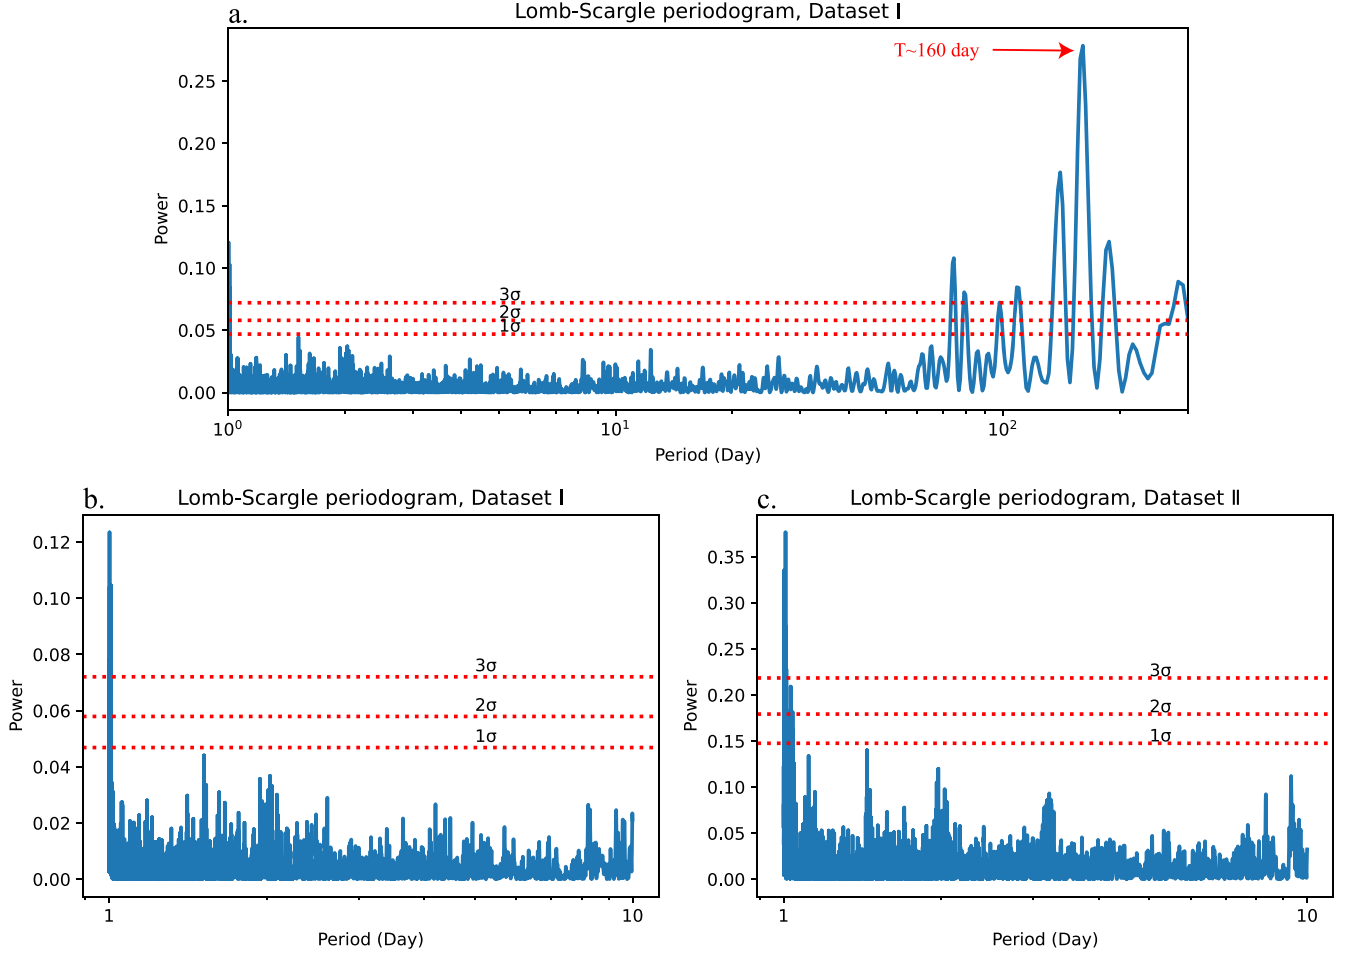 a.
Lomb-Scargle periodogram, Dataset I
T~160 day
0.25
0.20
0.15
0.10
0.05
0.00
Power
3σ
2σ
1σ
10⁰
10¹
10²
Period (Day)
b.
Lomb-Scargle periodogram, Dataset I
0.12
0.10
0.08
0.06
0.04
0.02
0.00
Power
3σ
2σ
1σ
1
10
Period (Day)
c.
Lomb-Scargle periodogram, Dataset II
0.35
0.30
0.25
0.20
0.15
0.10
0.05
0.00
Power
3σ
2σ
1σ
1
10
Period (Day)